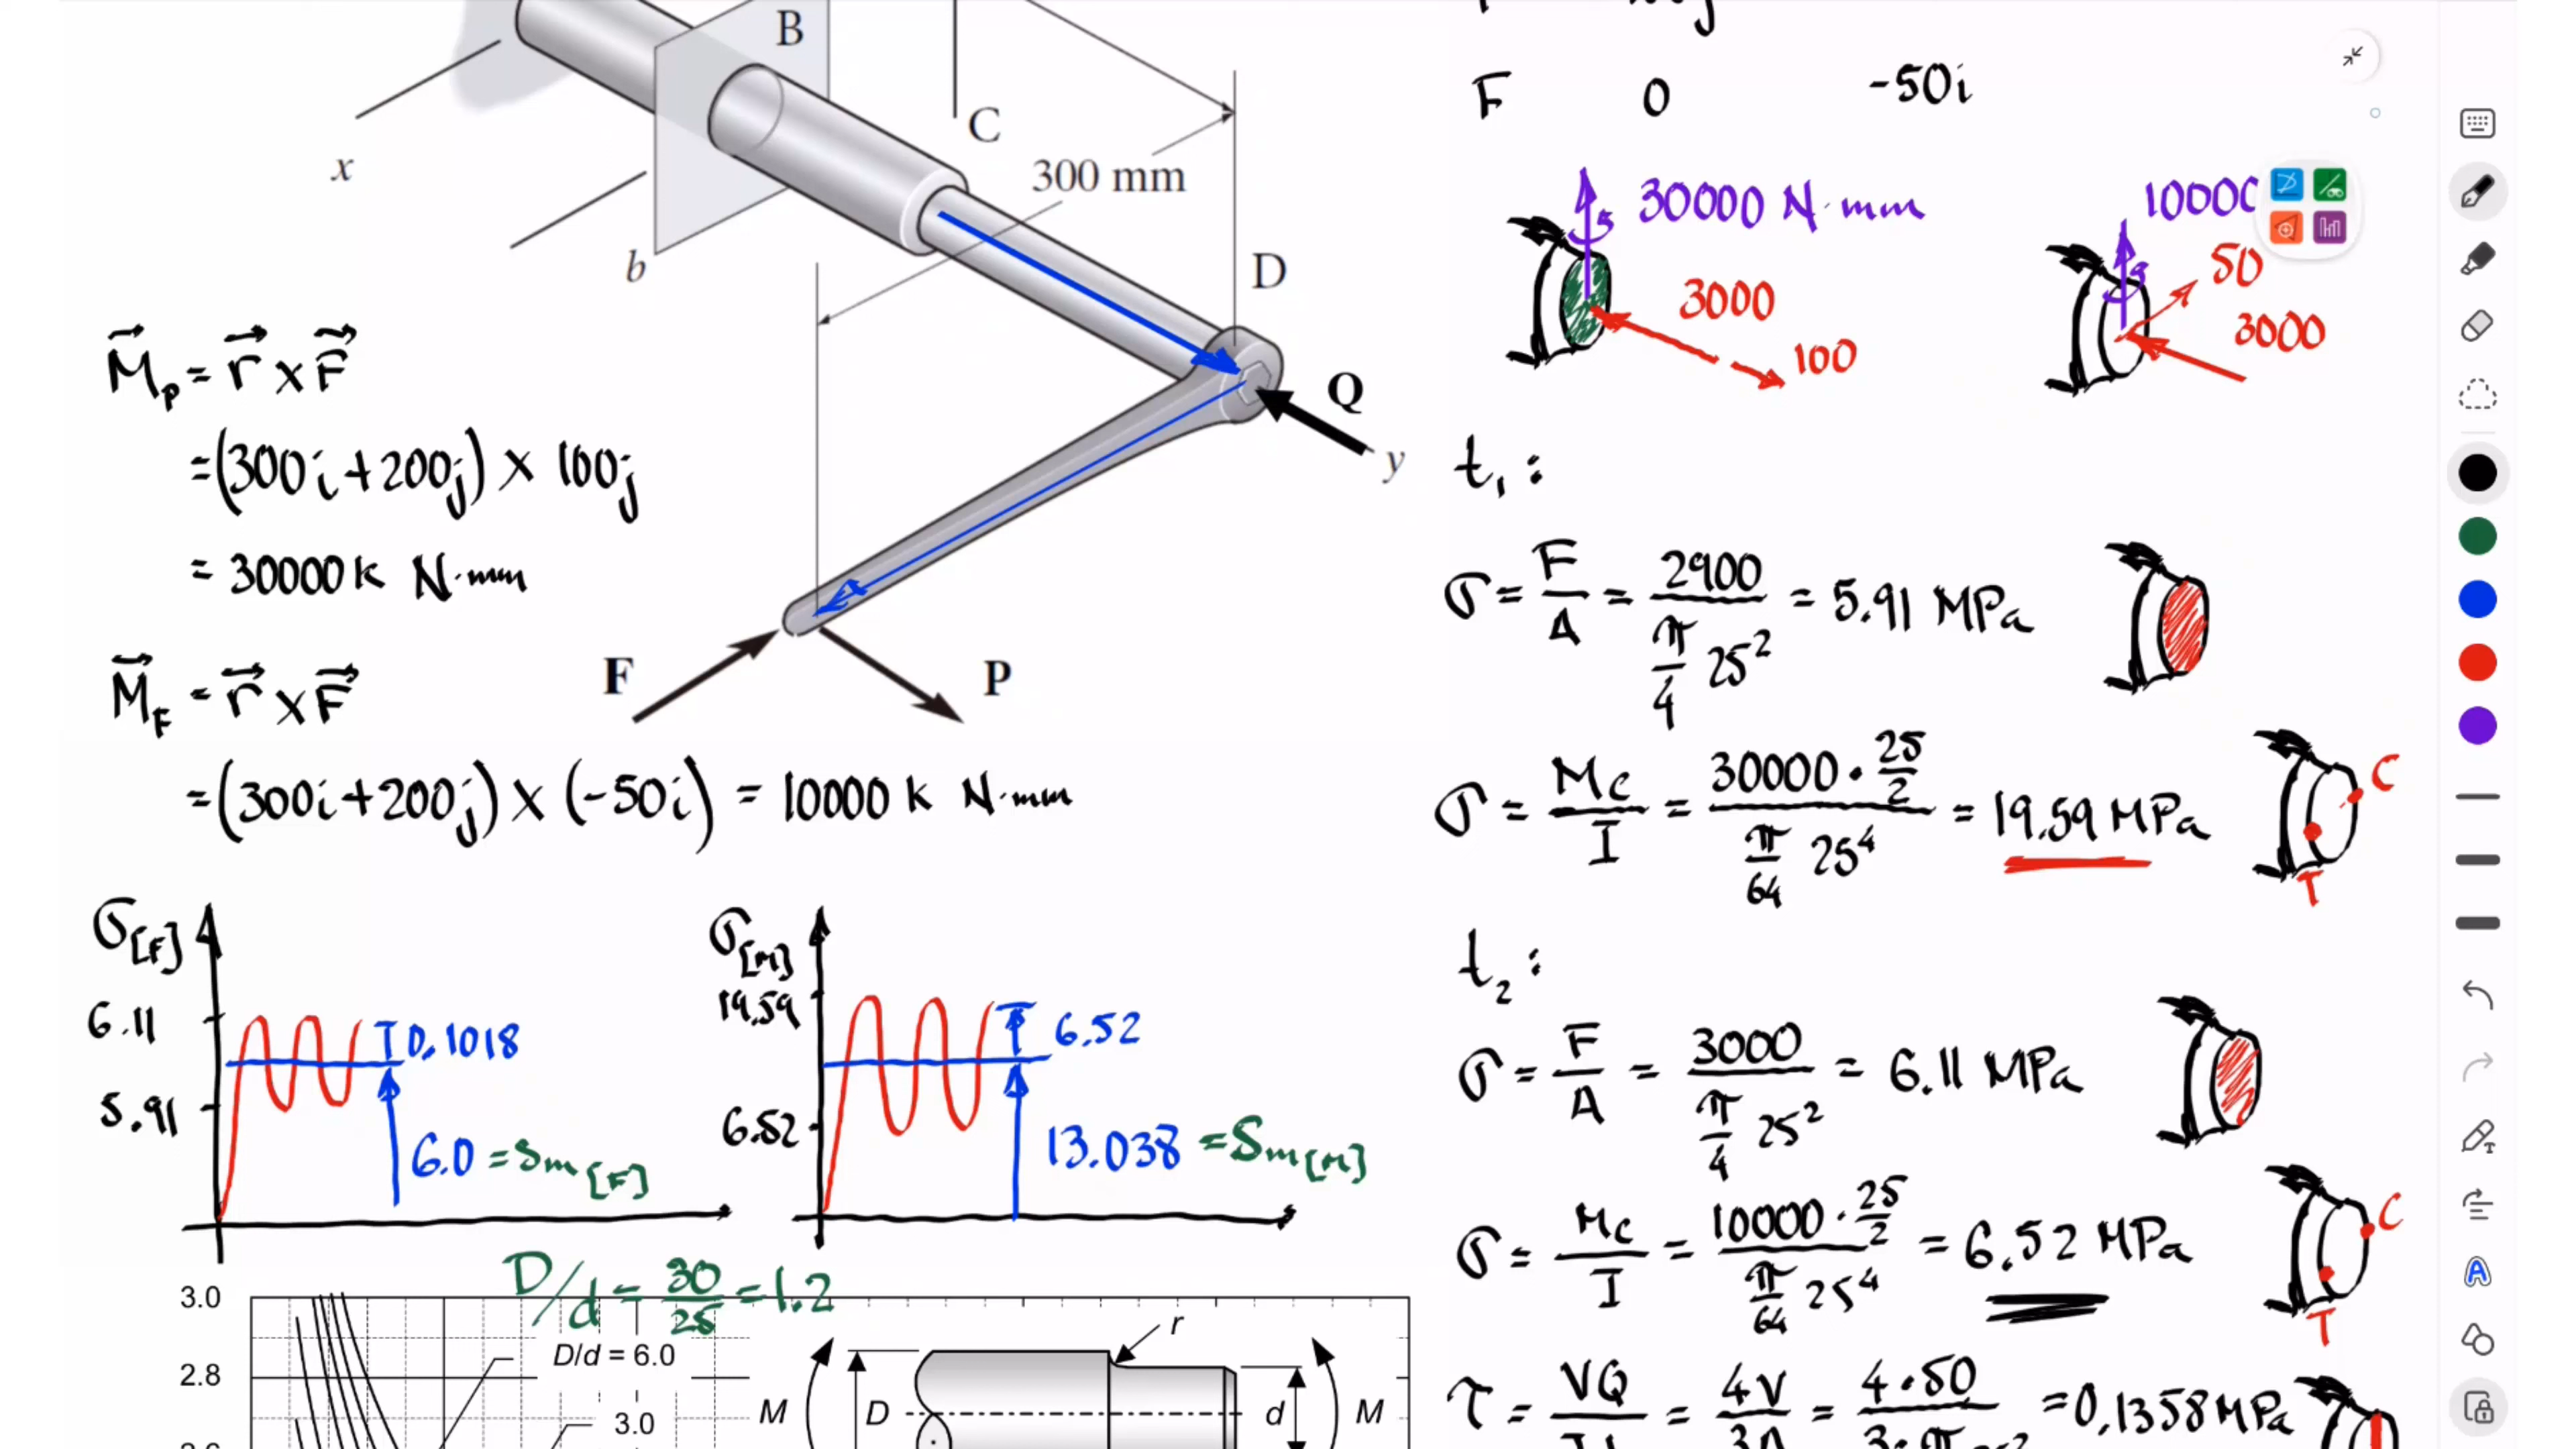 B
x
C
300 mm
b
D
Q
y
F
P
M_P = r × F
= (300i + 200j) × 100j
= 30000k N·mm
M_F = r × F
= (300i + 200j) × (-50i) = 10000 k N·mm
σ[F]
6.11
5.91
0.1018
6.0 = Sm[F]
σ[M]
19.59
6.52
6.52
13.038 = Sm[M]
D/d = 30/25 = 1.2
3.0
2.8
D/d = 6.0
3.0
M
D
r
d
M
F 0 -50i
30000 N·mm
3000
100
10000
50
3000
t₁:
σ = F/A = 2900/(π/4 25²) = 5.91 MPa
σ = Mc/I = (30000·25/2)/(π/64 25⁴) = 19.59 MPa
C
T
t₂:
σ = F/A = 3000/(π/4 25²) = 6.11 MPa
σ = Mc/I = (10000·25/2)/(π/64 25⁴) = 6.52 MPa
C
T
τ = VQ = 4V = 4·50 = 0.1358 MPa